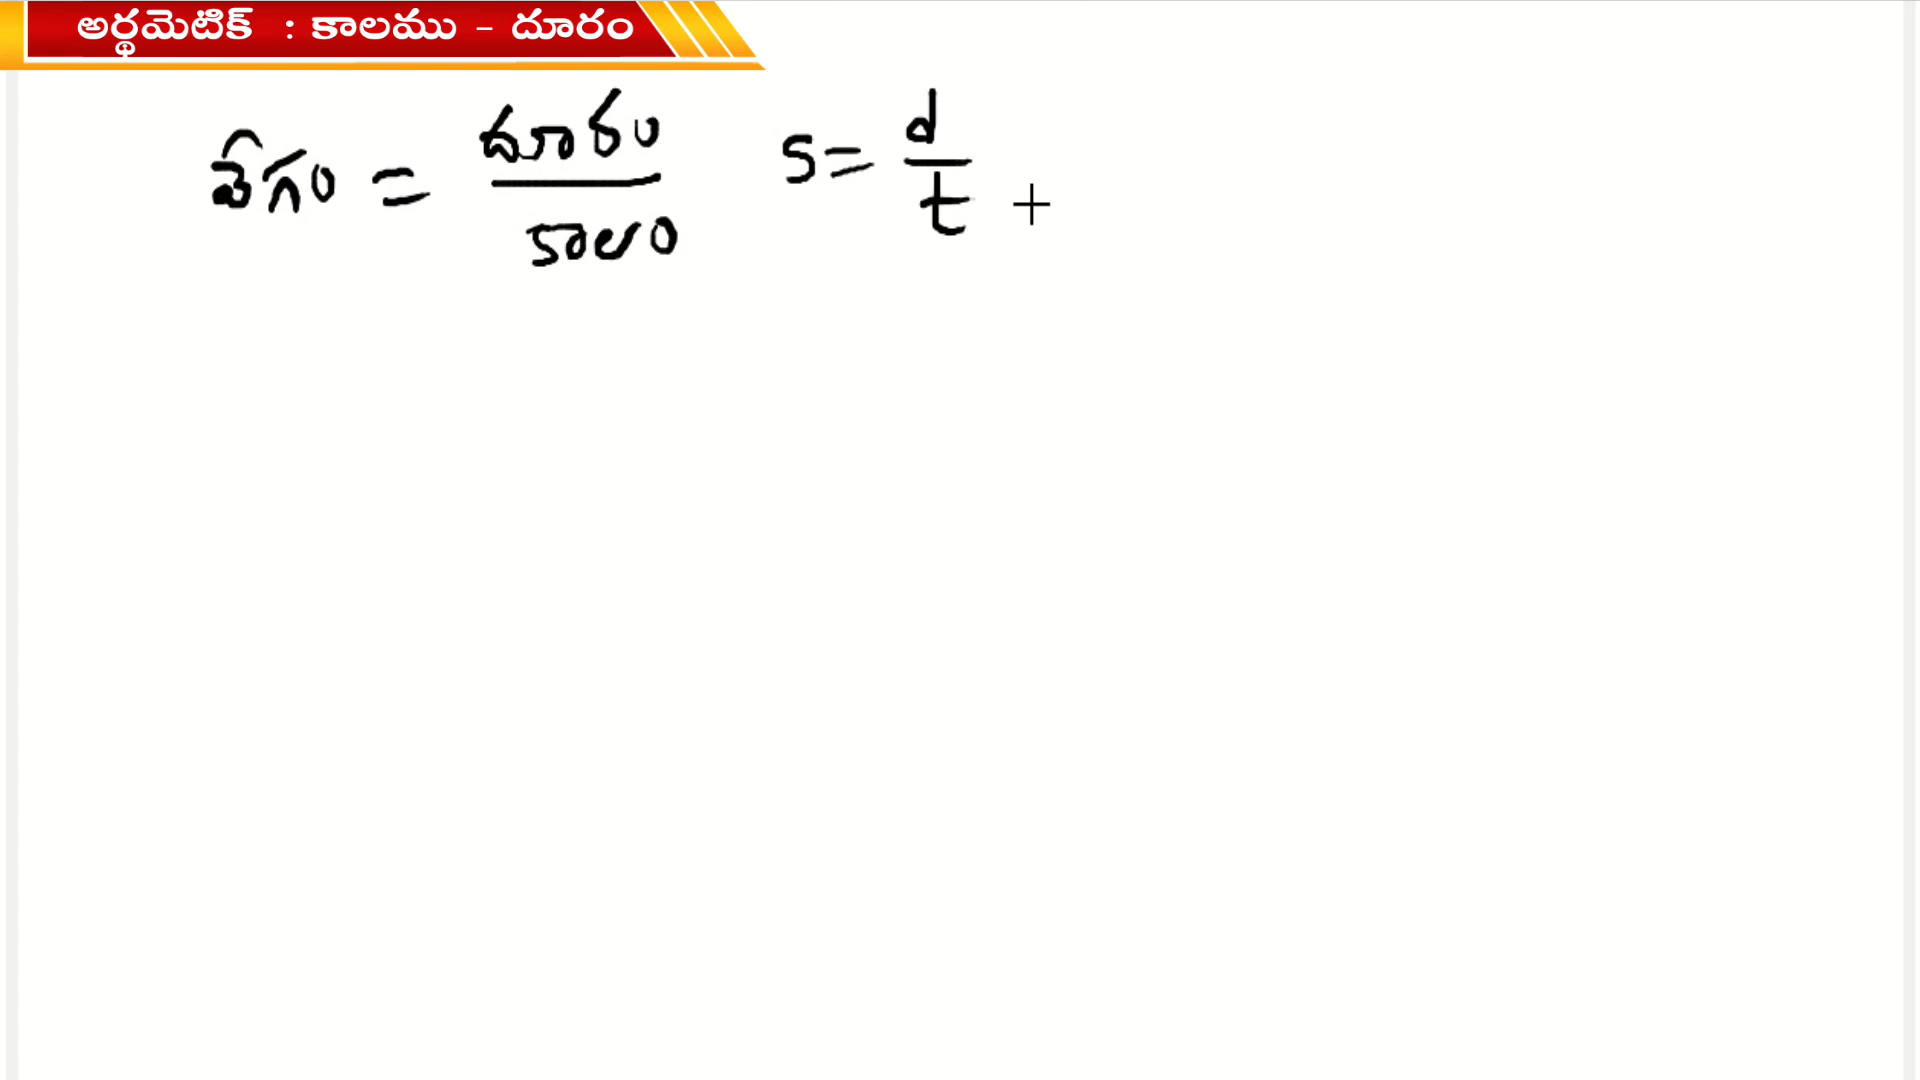 అర్థమెటిక్ : కాలము - దూరం
వేగం = దూరం / కాలం s = d / t